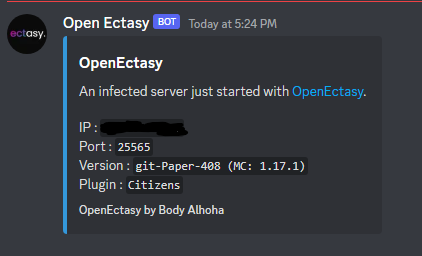 ectasy.
Open Ectasy BOT Today at 5:24 PM
OpenEctasy
An infected server just started with OpenEctasy.
IP :
Port : 25565
Version : git-Paper-408 (MC: 1.17.1)
Plugin : Citizens
OpenEctasy by Body Alhoha